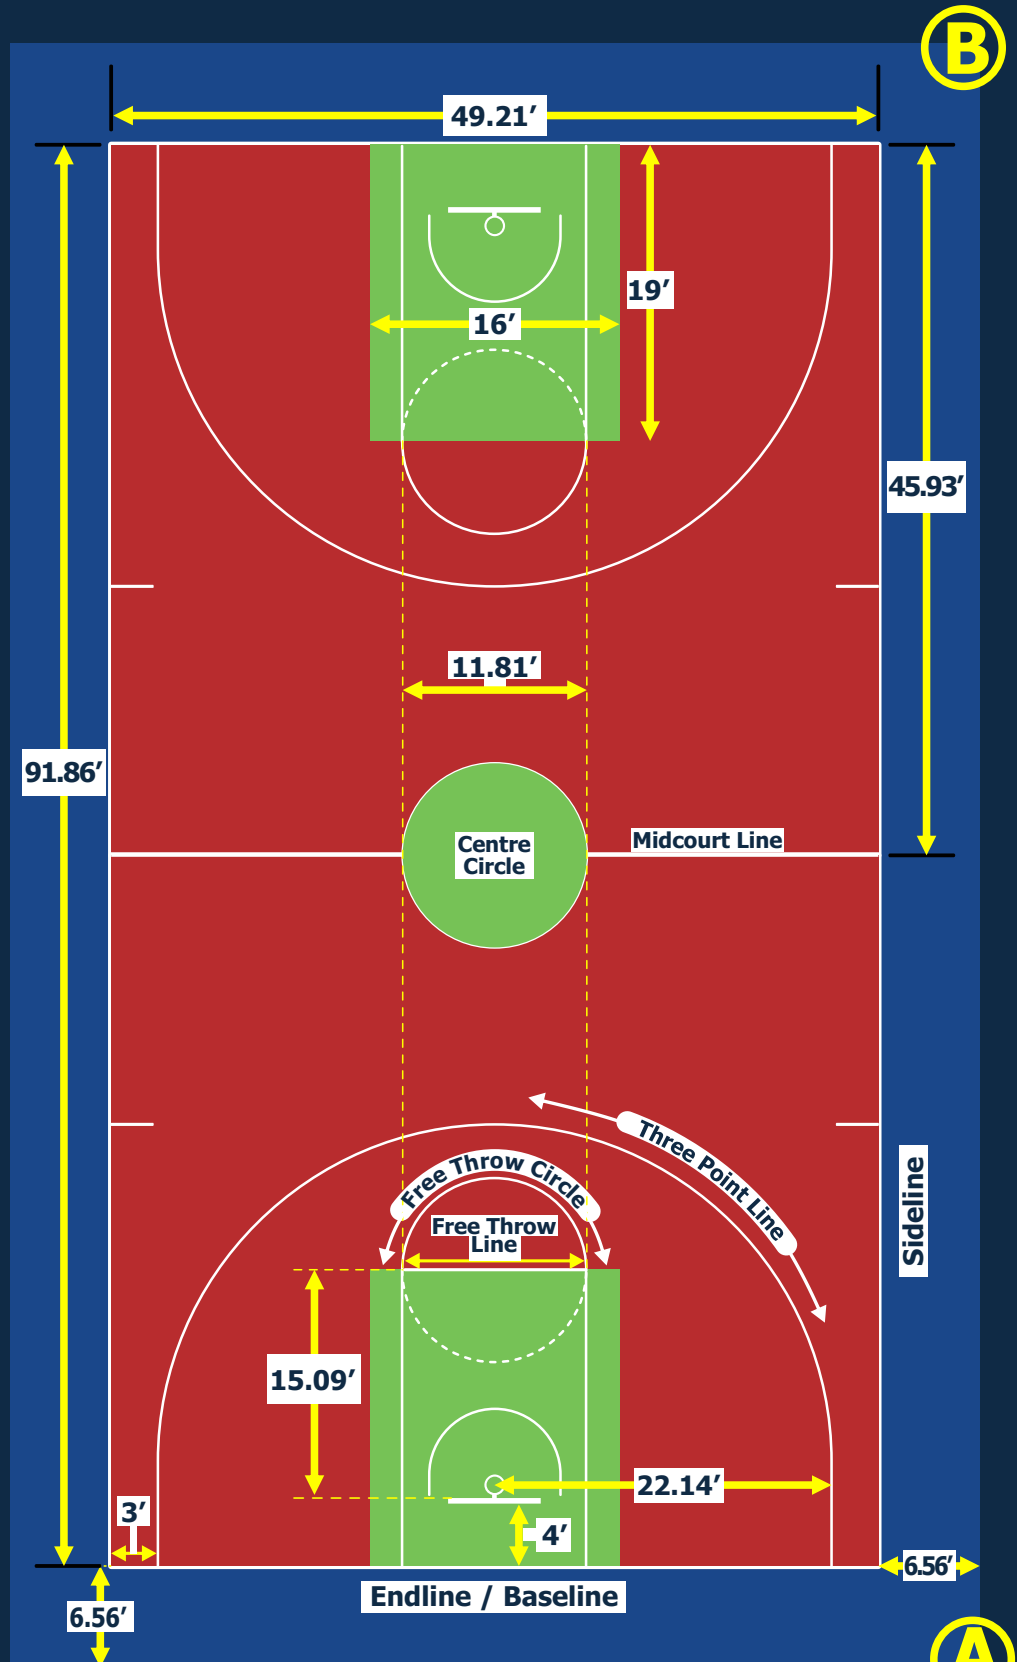 B
49.21′
19′
16′
45.93′
11.81′
91.86′
Midcourt Line
Centre
Circle
Three Point Line
Free Throw Circle
Sideline
Free Throw
Line
15.09′
22.14′
3′
4′
6.56′
Endline / Baseline
6.56′
A